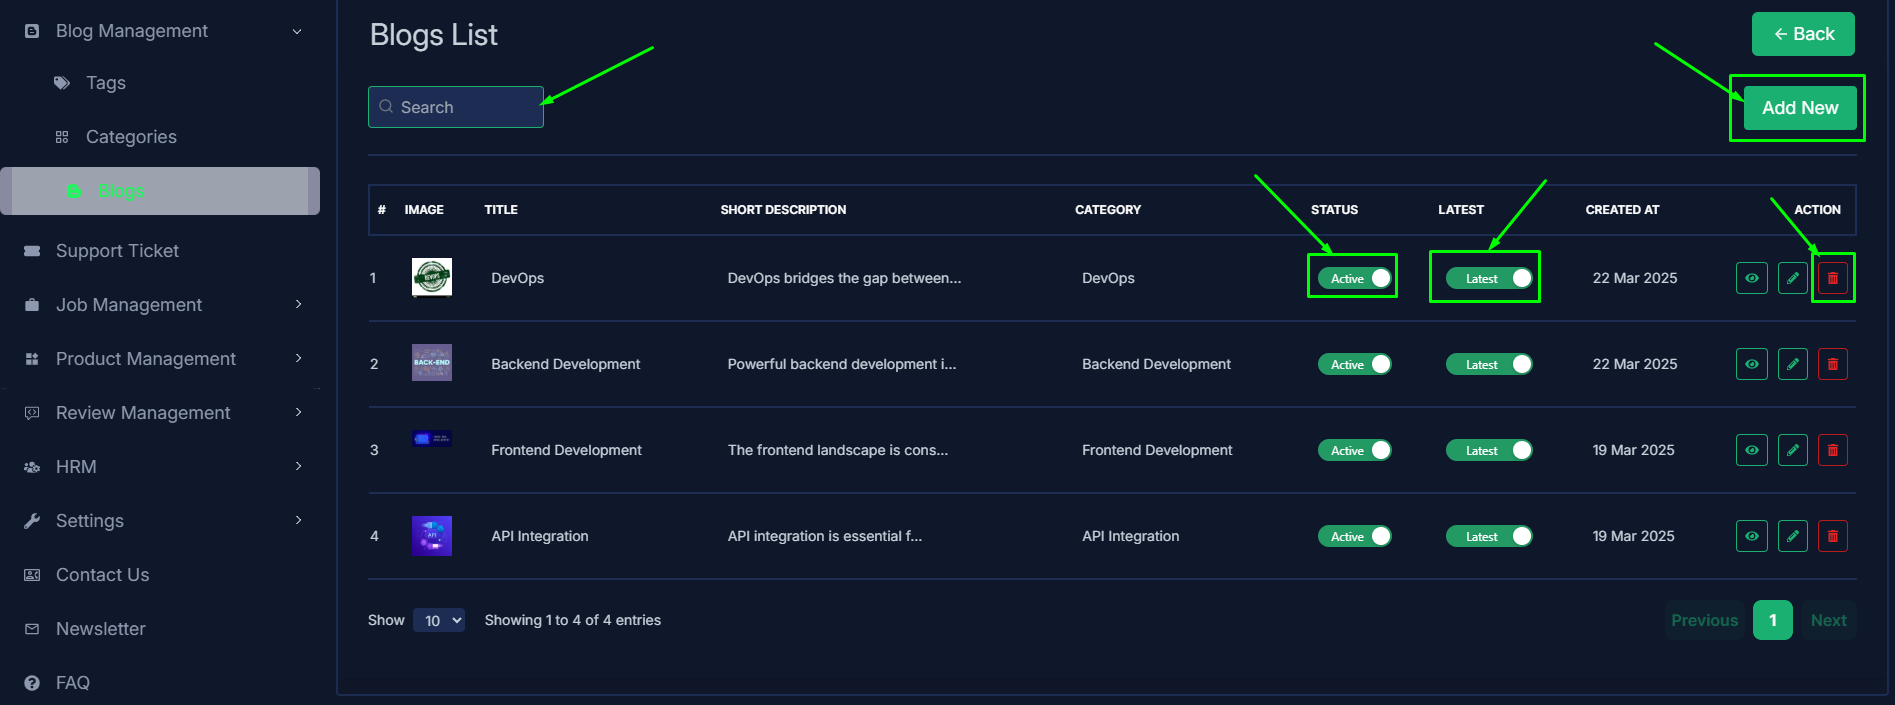 Blog Management
Tags
Categories
Blogs
Support Ticket
Job Management
Product Management
Review Management
HRM
Settings
Contact Us
Newsletter
FAQ
Blogs List
Back
Search
Add New
# IMAGE TITLE SHORT DESCRIPTION CATEGORY STATUS LATEST CREATED AT ACTION
1 DevOps DevOps bridges the gap between... DevOps Active Latest 22 Mar 2025
2 BACK-END Backend Development Powerful backend development i... Backend Development Active Latest 22 Mar 2025
3 Frontend Development The frontend landscape is cons... Frontend Development Active Latest 19 Mar 2025
4 API API Integration API integration is essential f... API Integration Active Latest 19 Mar 2025
Show 10 Showing 1 to 4 of 4 entries
Previous 1 Next